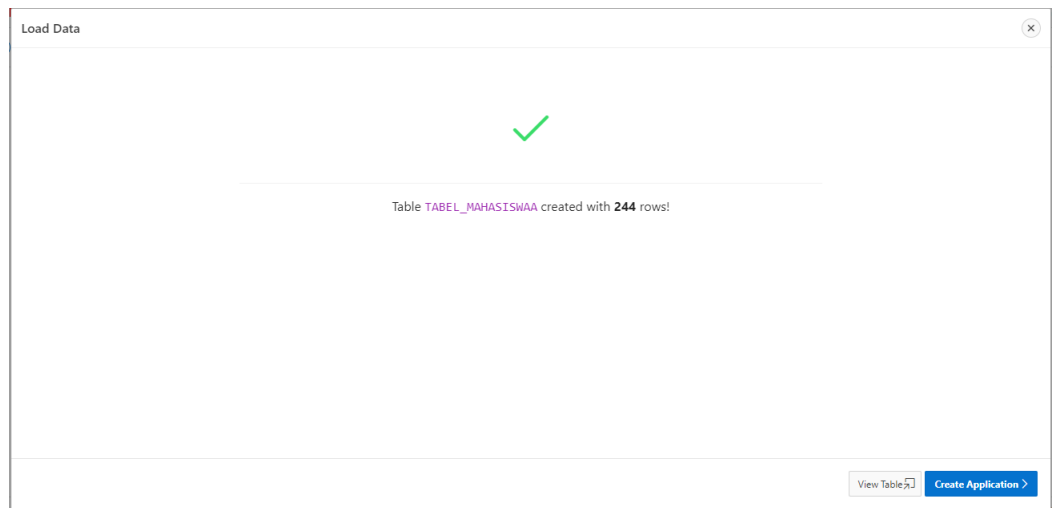 Load Data
Table TABEL_MAHASISWAA created with 244 rows!
View Table
Create Application